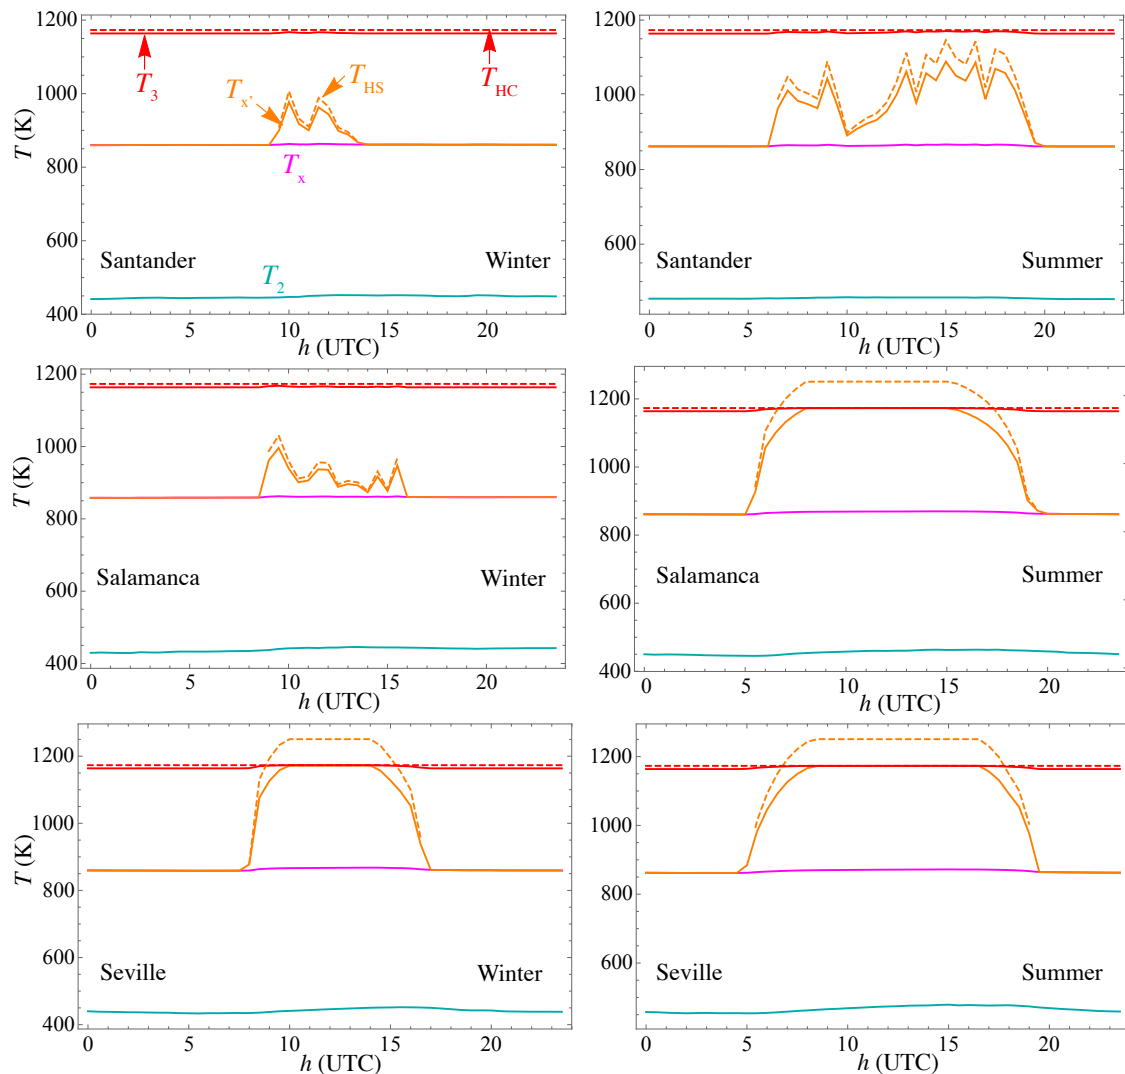 1200
1000
800
600
400
T (K)
T3
Tx'
THS
THC
Tx
T2
Santander Winter
0 5 10 15 20
h (UTC)
1200
1000
800
600
Santander Summer
0 5 10 15 20
h (UTC)
1200
1000
800
600
400
T (K)
Salamanca Winter
0 5 10 15 20
h (UTC)
1200
1000
800
600
400
Salamanca Summer
0 5 10 15 20
h (UTC)
1200
1000
800
600
400
T (K)
Seville Winter
0 5 10 15 20
h (UTC)
1200
1000
800
600
Seville Summer
0 5 10 15 20
h (UTC)